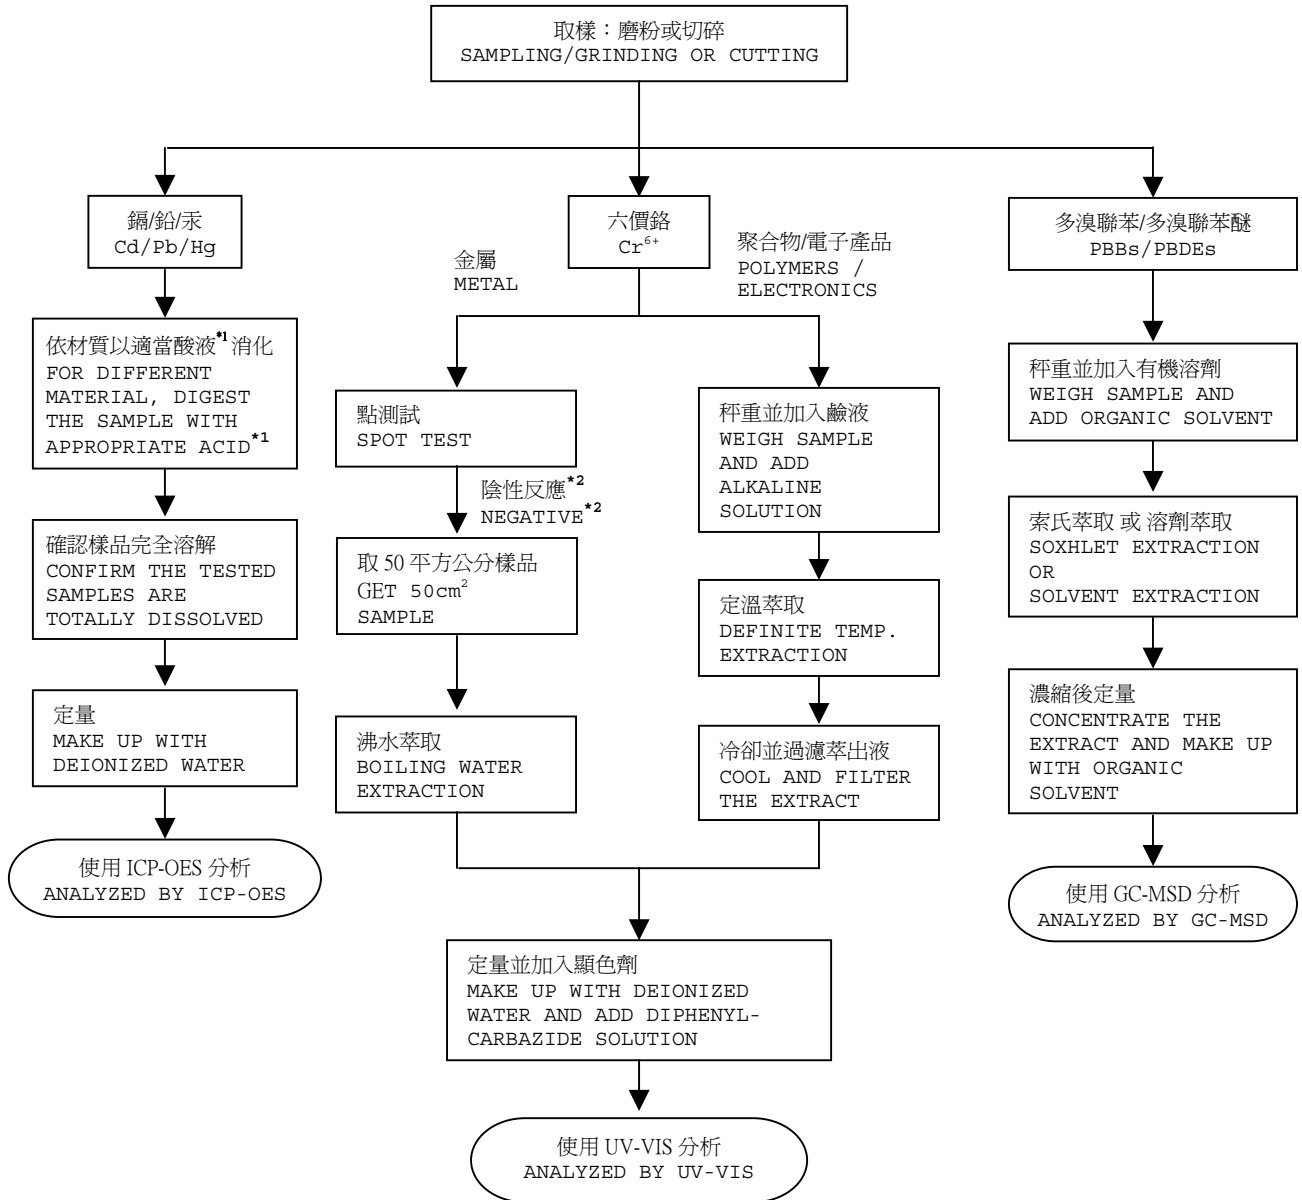 取樣：磨粉或切碎
SAMPLING/GRINDING OR CUTTING
鎘/鉛/汞
Cd/Pb/Hg
六價鉻
Cr⁶⁺
多溴聯苯/多溴聯苯醚
PBBs/PBDEs
金屬
METAL
聚合物/電子產品
POLYMERS /
ELECTRONICS
依材質以適當酸液*1 消化
FOR DIFFERENT
MATERIAL, DIGEST
THE SAMPLE WITH
APPROPRIATE ACID*1
確認樣品完全溶解
CONFIRM THE TESTED
SAMPLES ARE
TOTALLY DISSOLVED
定量
MAKE UP WITH
DEIONIZED WATER
使用 ICP-OES 分析
ANALYZED BY ICP-OES
點測試
SPOT TEST
陰性反應*2
NEGATIVE*2
取 50 平方公分樣品
GET 50cm²
SAMPLE
沸水萃取
BOILING WATER
EXTRACTION
秤重並加入鹼液
WEIGH SAMPLE
AND ADD
ALKALINE
SOLUTION
定溫萃取
DEFINITE TEMP.
EXTRACTION
冷卻並過濾萃出液
COOL AND FILTER
THE EXTRACT
定量並加入顯色劑
MAKE UP WITH DEIONIZED
WATER AND ADD DIPHENYL-
CARBAZIDE SOLUTION
使用 UV-VIS 分析
ANALYZED BY UV-VIS
秤重並加入有機溶劑
WEIGH SAMPLE AND
ADD ORGANIC SOLVENT
索氏萃取 或 溶劑萃取
SOXHLET EXTRACTION
OR
SOLVENT EXTRACTION
濃縮後定量
CONCENTRATE THE
EXTRACT AND MAKE UP
WITH ORGANIC
SOLVENT
使用 GC-MSD 分析
ANALYZED BY GC-MSD